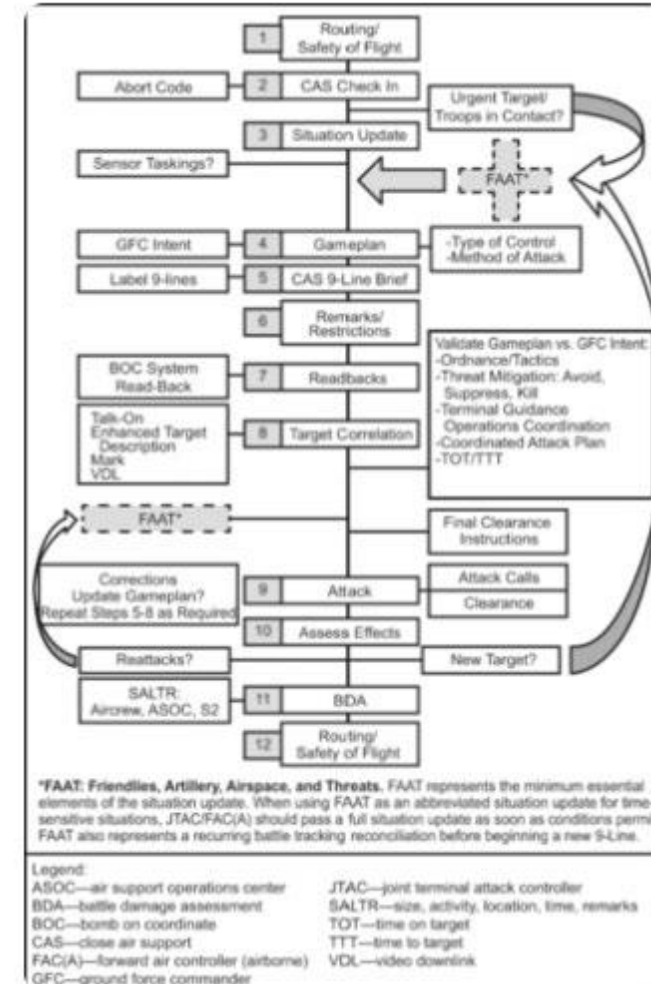 1
Routing/
Safety of Flight
Abort Code
2
CAS Check In
Urgent Target/
Troops in Contact?
3
Situation Update
Sensor Taskings?
FAAT*
GFC Intent
4
Gameplan
-Type of Control
-Method of Attack
Label 9-lines
5
CAS 9-Line Brief
6
Remarks/
Restrictions
Validate Gameplan vs. GFC Intent:
-Ordnance/Tactics
-Threat Mitigation: Avoid,
Suppress, Kill
-Terminal Guidance
Operations Coordination
-Coordinated Attack Plan
-TOT/TTT
BOC System
Read-Back
7
Readbacks
Talk-On
Enhanced Target
Description
Mark
VDL
8
Target Correlation
FAAT*
Final Clearance
Instructions
Corrections
Update Gameplan?
Repeat Steps 5-8 as Required
9
Attack
Attack Calls
Clearance
10
Assess Effects
Reattacks?
New Target?
SALTR:
Aircrew, ASOC, S2
11
BDA
12
Routing/
Safety of Flight
*FAAT: Friendlies, Artillery, Airspace, and Threats. FAAT represents the minimum essential
elements of the situation update. When using FAAT as an abbreviated situation update for time-
sensitive situations, JTAC/FAC(A) should pass a full situation update as soon as conditions permi
FAAT also represents a recurring battle tracking reconciliation before beginning a new 9-Line.
Legend:
ASOC—air support operations center
BDA—battle damage assessment
BOC—bomb on coordinate
CAS—close air support
FAC(A)—forward air controller (airborne)
GFC—ground force commander
JTAC—joint terminal attack controller
SALTR—size, activity, location, time, remarks
TOT—time on target
TTT—time to target
VDL—video downlink